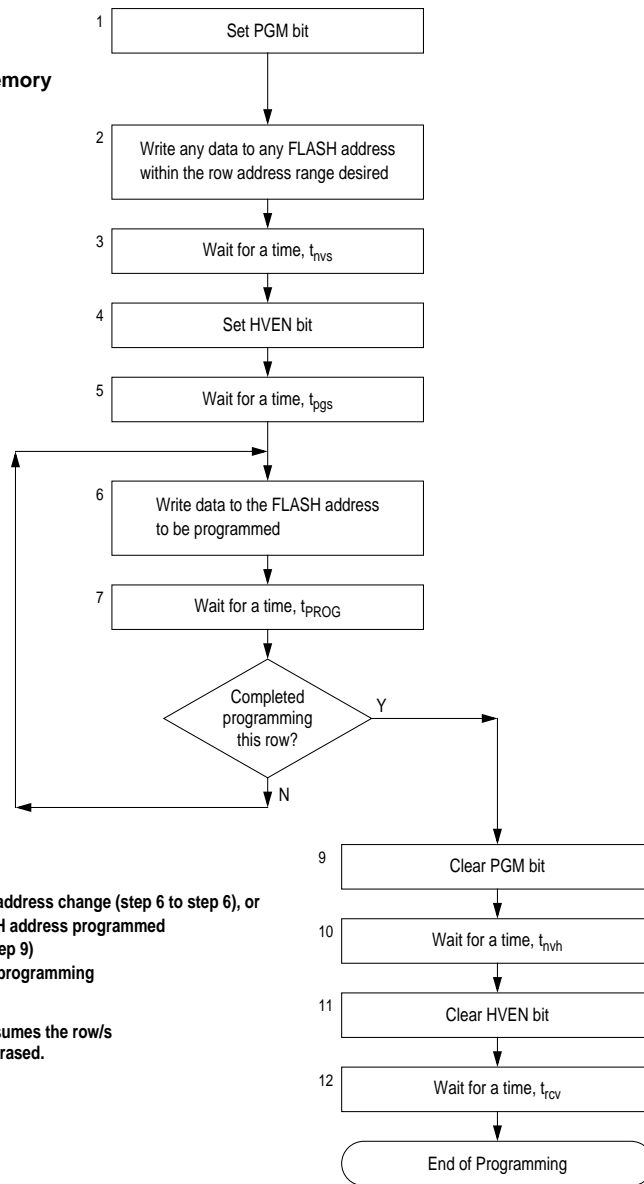 1
Set PGM bit
emory
2
Write any data to any FLASH address
within the row address range desired
3
Wait for a time, tnvs
4
Set HVEN bit
5
Wait for a time, tpgs
6
Write data to the FLASH address
to be programmed
7
Wait for a time, tPROG
Completed
programming
this row?
Y
N
9
Clear PGM bit
address change (step 6 to step 6), or
H address programmed
ep 9)
programming
10
Wait for a time, tnvh
11
Clear HVEN bit
sumes the row/s
rased.
12
Wait for a time, trcv
End of Programming